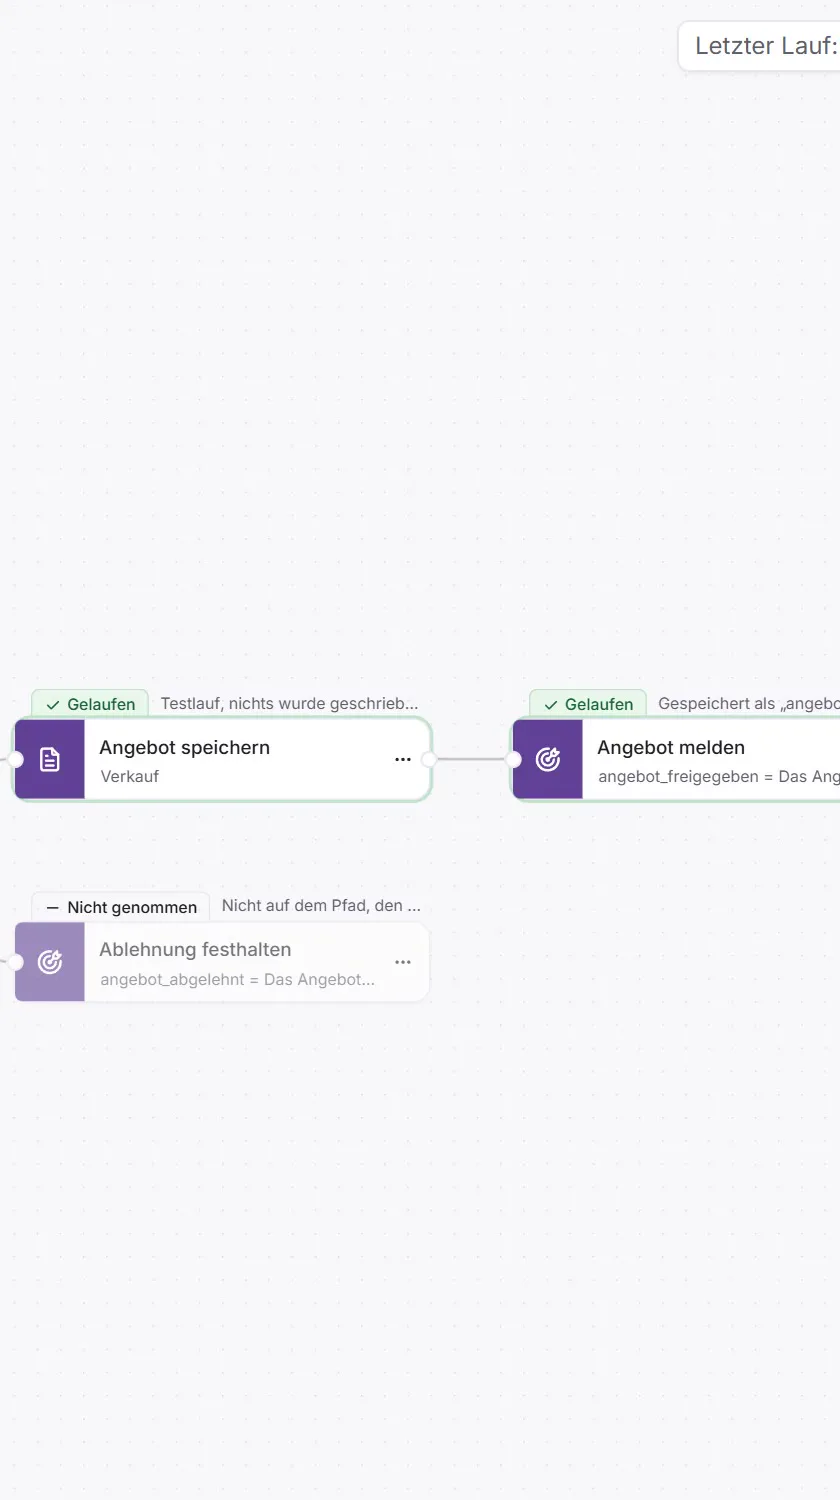 Letzter Lauf:
Gelaufen Testlauf, nichts wurde geschrieb...
Angebot speichern
Verkauf
Gelaufen Gespeichert als „angebo
Angebot melden
angebot_freigegeben = Das Ang
Nicht genommen Nicht auf dem Pfad, den ...
Ablehnung festhalten
angebot_abgelehnt = Das Angebot...